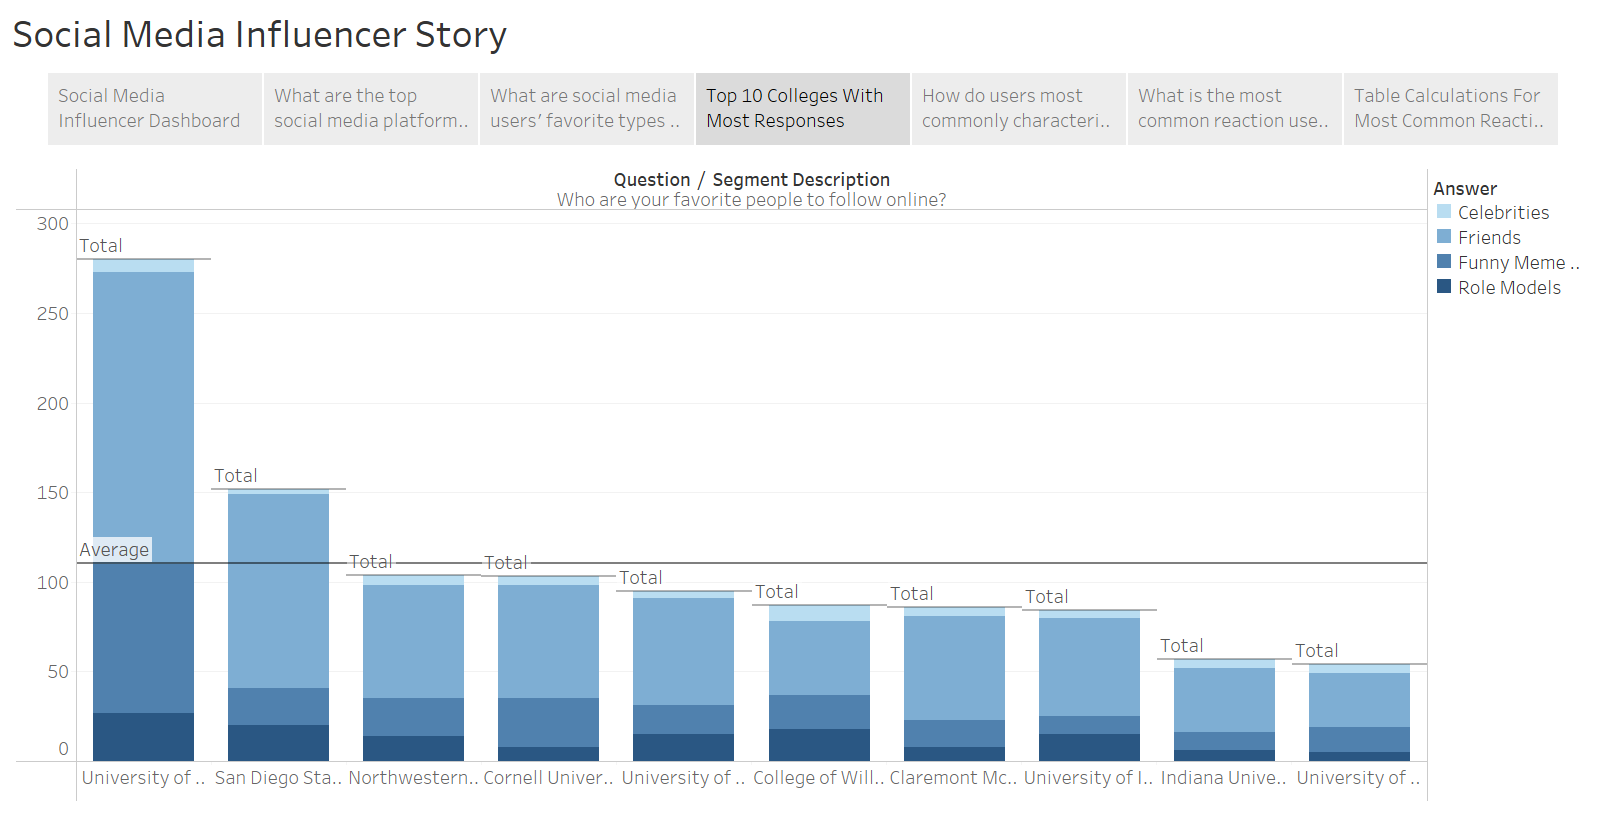 Social Media Influencer Story
Social Media
Influencer Dashboard
What are the top
social media platform..
What are social media
users’ favorite types ..
Top 10 Colleges With
Most Responses
How do users most
commonly characteri..
What is the most
common reaction use..
Table Calculations For
Most Common Reacti..
Question / Segment Description
Who are your favorite people to follow online?
Answer
Celebrities
Friends
Funny Meme ..
Role Models
300
250
200
150
100
50
0
Total
Total
Average
Total
Total
Total
Total
Total
Total
Total
Total
University of ..
San Diego Sta..
Northwestern..
Cornell Univer..
University of ..
College of Will..
Claremont Mc..
University of I..
Indiana Unive..
University of ..